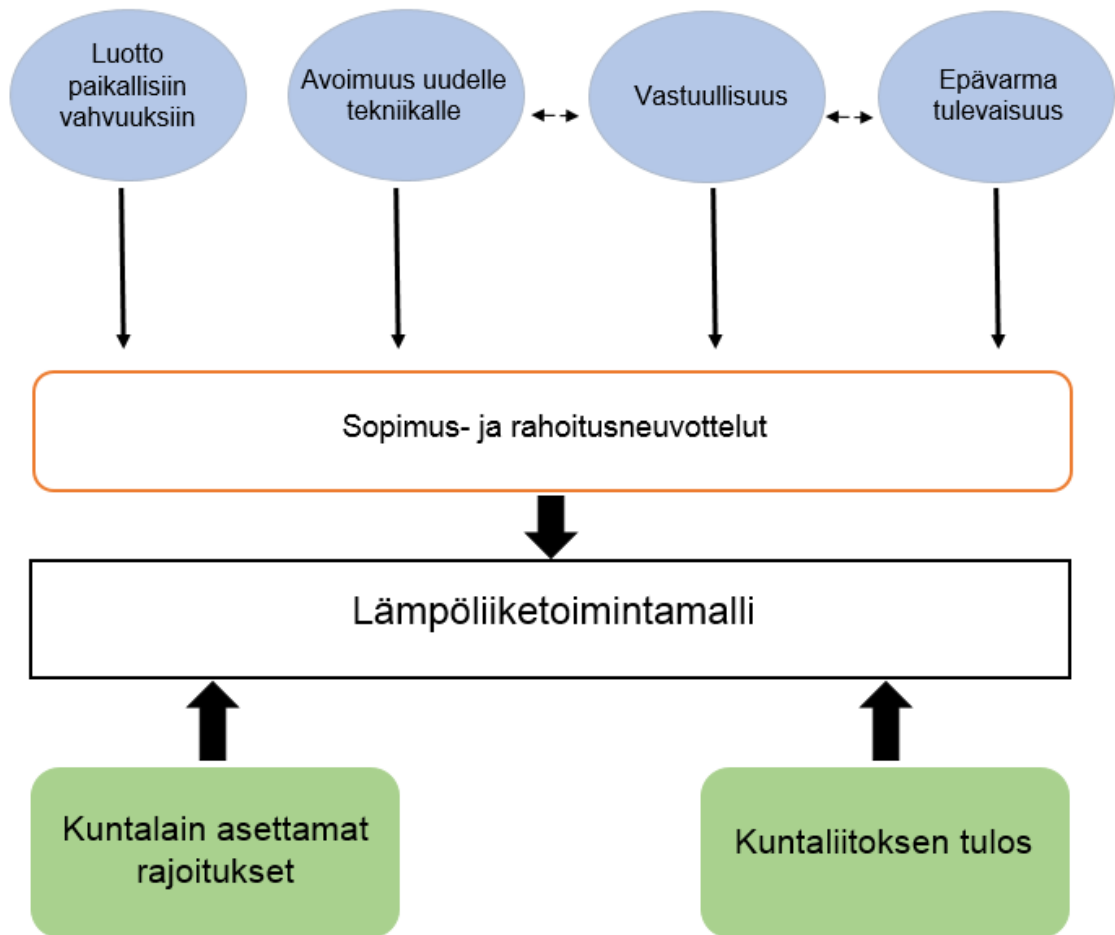 Luotto
paikallisiin
vahvuuksiin
Avoimuus uudelle
tekniikalle
Vastuullisuus
Epävarma
tulevaisuus
Sopimus- ja rahoitusneuvottelut
Lämpöliiketoimintamalli
Kuntalain asettamat
rajoitukset
Kuntaliitoksen tulos